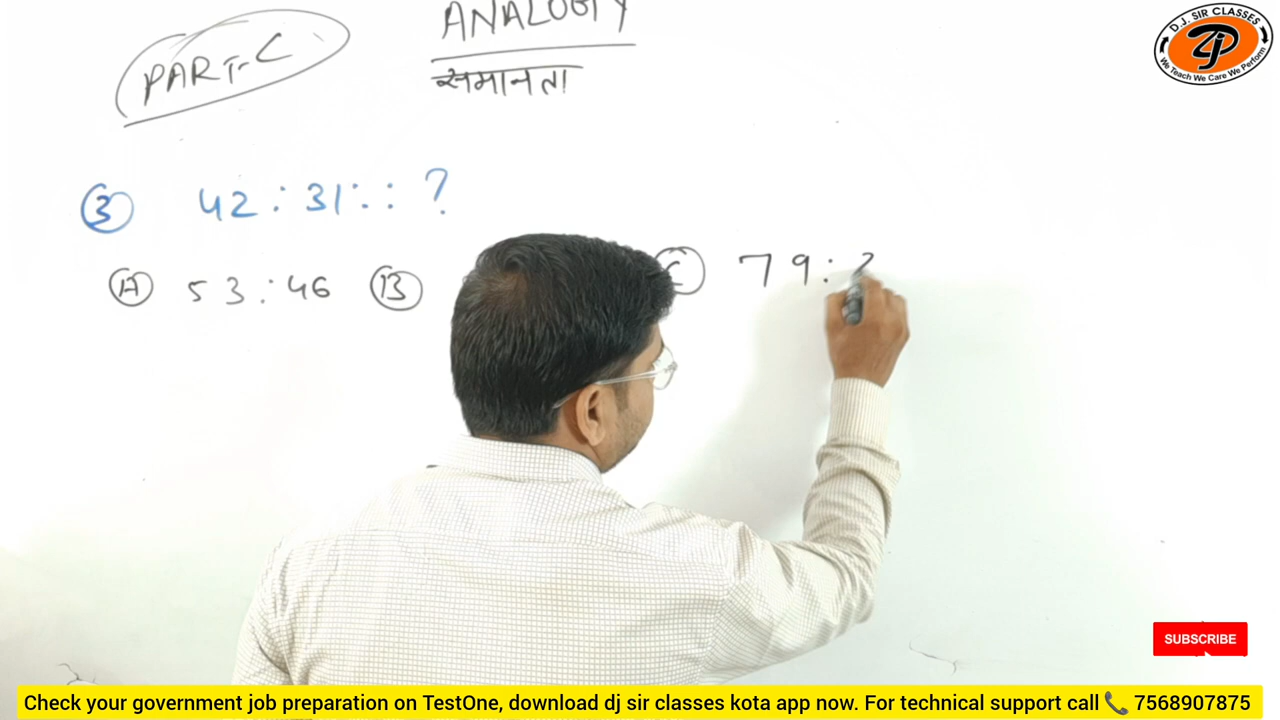 PART-C
ANALOGY
समानता
D.J. SIR CLASSES
We Teach We Care We Perform
3 42 : 31 :: ?
A 53 : 46 B C 79 :
SUBSCRIBE
Check your government job preparation on TestOne, download dj sir classes kota app now. For technical support call 📞 7568907875